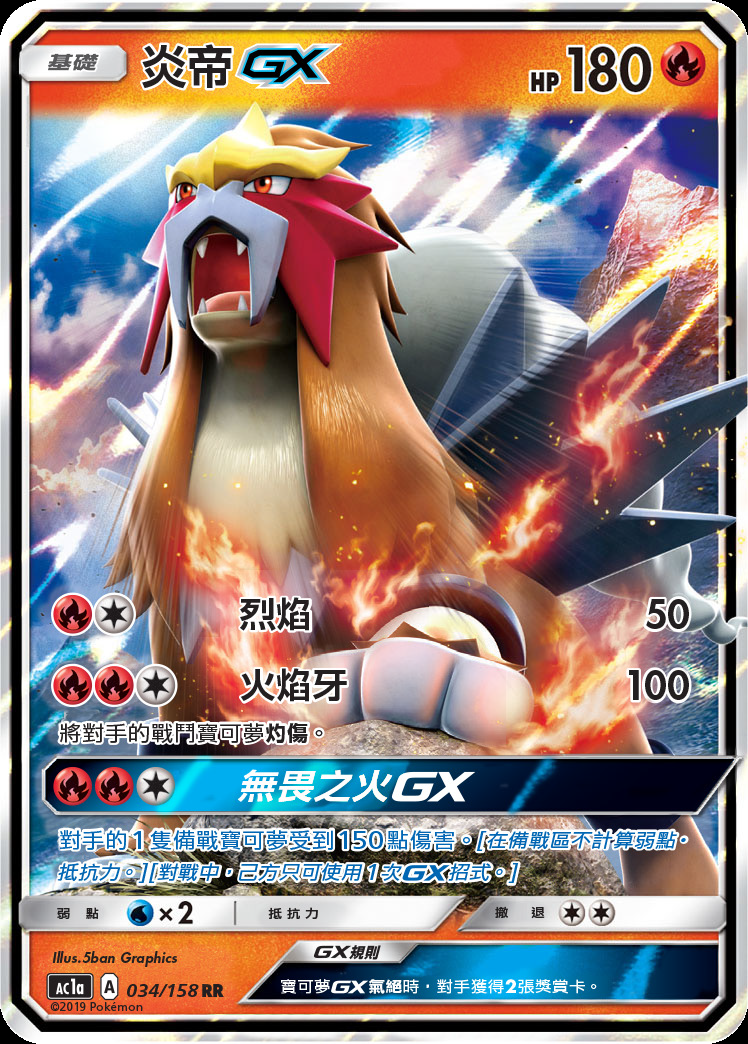 基礎 炎帝GX HP 180
烈焰 50
火焰牙 100
將對手的戰鬥寶可夢灼傷。
無畏之火GX
對手的1隻備戰寶可夢受到150點傷害。[在備戰區不計算弱點・
抵抗力。][對戰中，己方只可使用1次GX招式。]
弱點 ×2 抵抗力 撤退
Illus.5ban Graphics
GX規則
AC1a A 034/158 RR
寶可夢GX氣絕時，對手獲得2張獎賞卡。
©2019 Pokémon